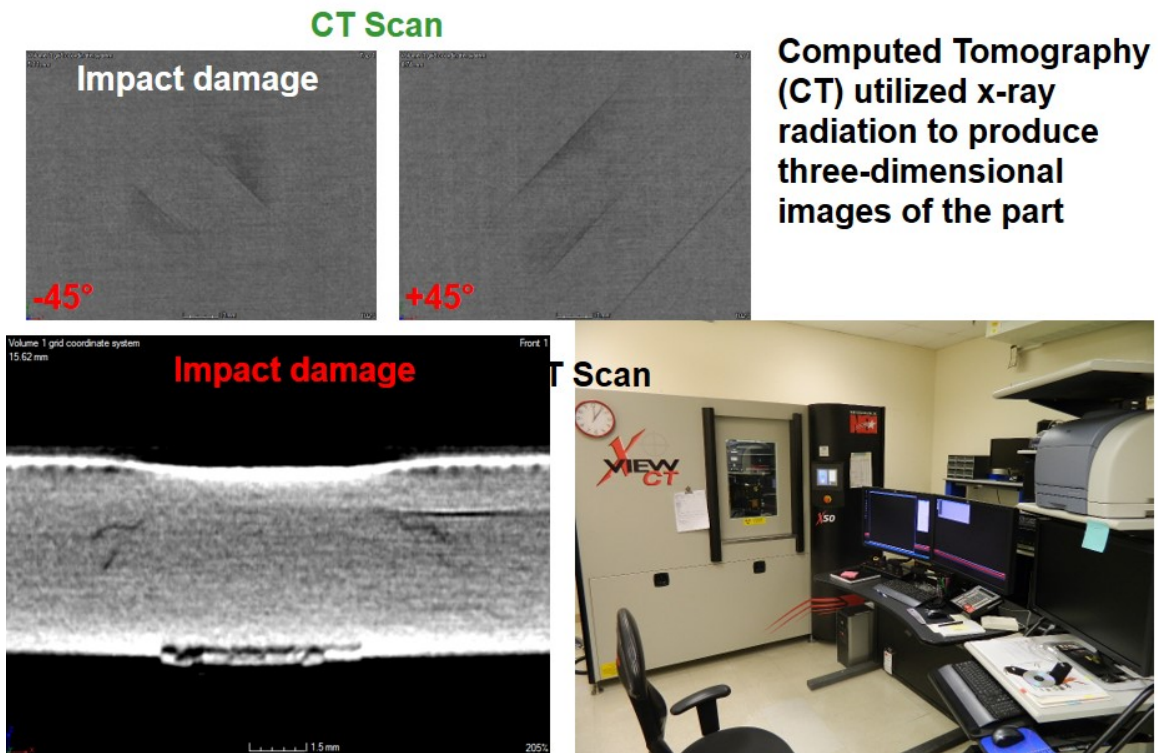 CT Scan
Impact damage
-45°
+45°
Computed Tomography
(CT) utilized x-ray
radiation to produce
three-dimensional
images of the part
Volume 1 grid coordinate system
15.62 mm
Front 1
Impact damage
1.5 mm
205%
T Scan
XVIEW
CT
X50